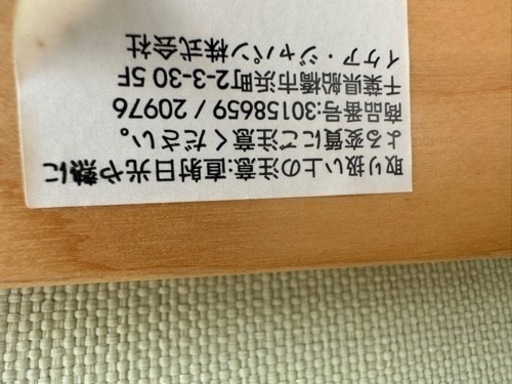 取り扱い上の注意:直射日光や熱に
よる変質にご注意ください。
商品番号:30158659 / 20976
千葉県船橋市浜町2-3-30 5F
イケア・ジャパン株式会社